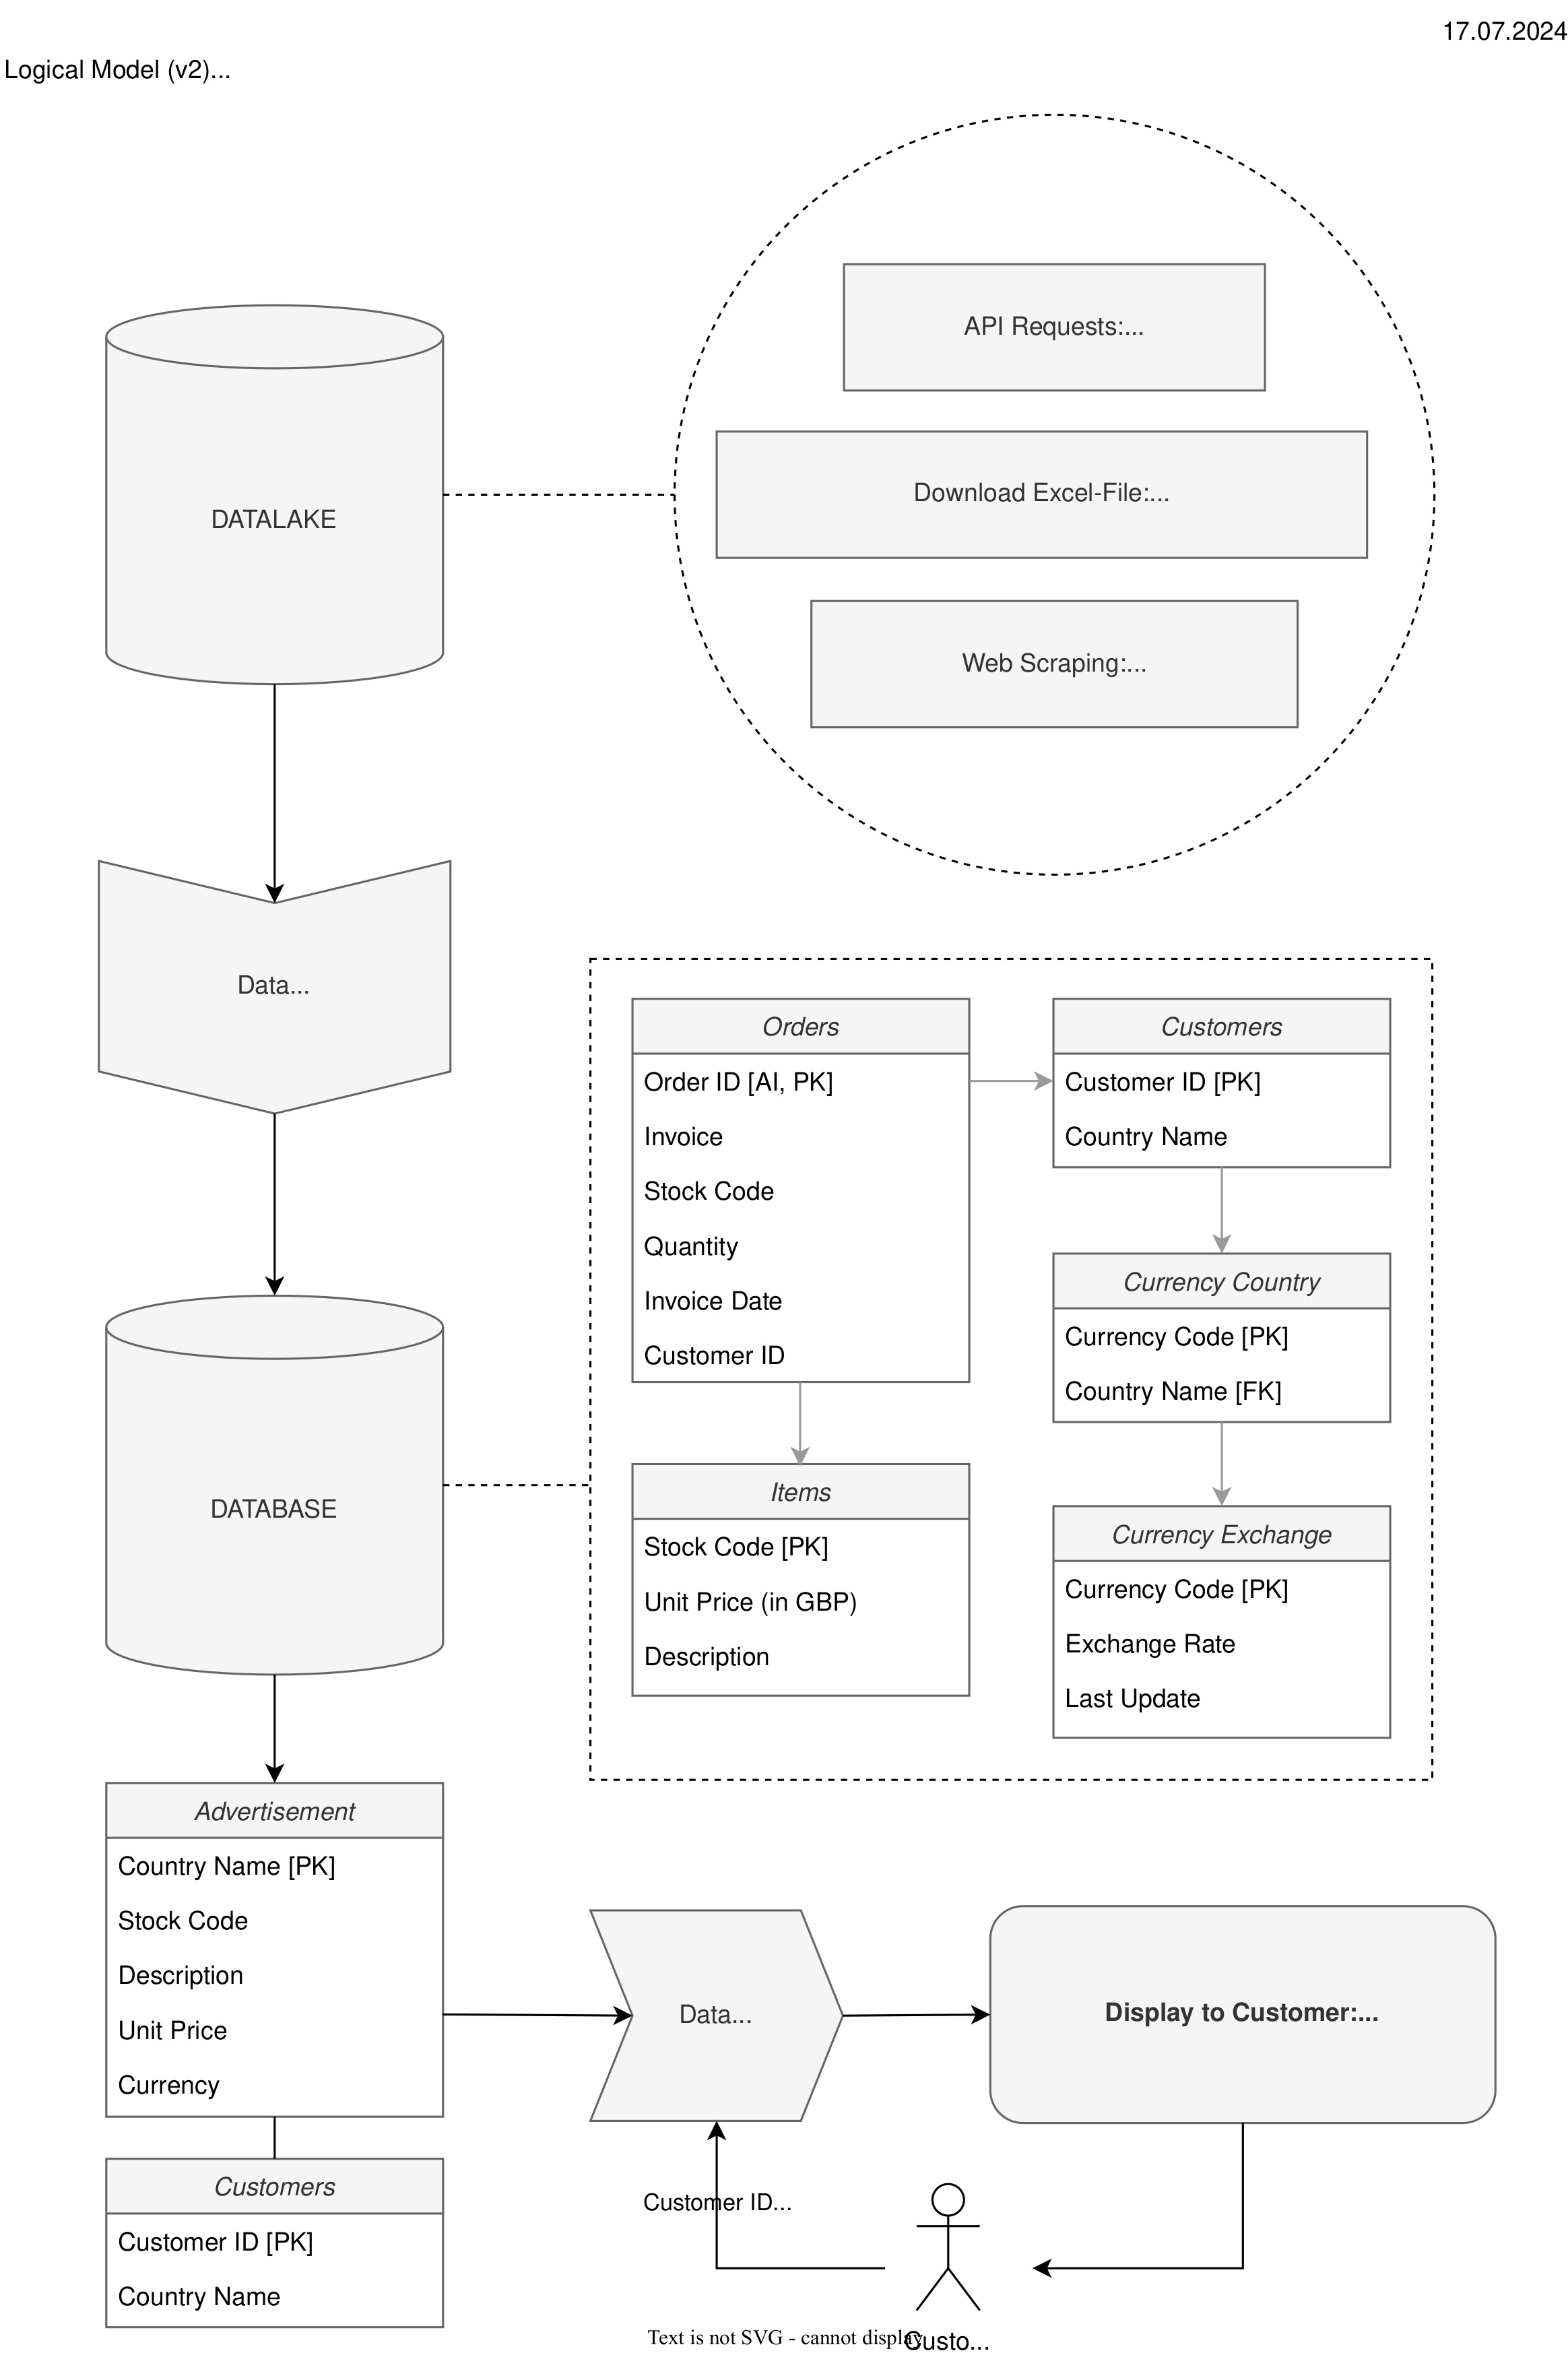 17.07.2024
Logical Model (v2)...
API Requests:...
Download Excel-File:...
Web Scraping:...
DATALAKE
Data...
Orders
Order ID [AI, PK]
Invoice
Stock Code
Quantity
Invoice Date
Customer ID
Customers
Customer ID [PK]
Country Name
Currency Country
Currency Code [PK]
Country Name [FK]
Items
Stock Code [PK]
Unit Price (in GBP)
Description
Currency Exchange
Currency Code [PK]
Exchange Rate
Last Update
DATABASE
Advertisement
Country Name [PK]
Stock Code
Description
Unit Price
Currency
Data...
Display to Customer:...
Customers
Customer ID [PK]
Country Name
Customer ID...
Custo...
Text is not SVG - cannot display